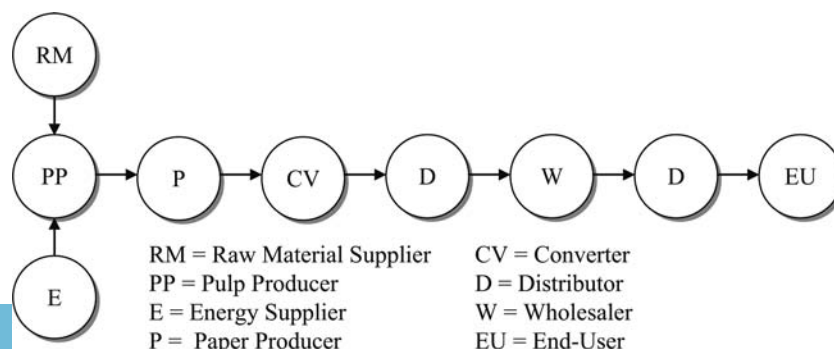 RM
PP
P
CV
D
W
D
EU
E
RM = Raw Material Supplier
PP = Pulp Producer
E = Energy Supplier
P = Paper Producer
CV = Converter
D = Distributor
W = Wholesaler
EU = End-User